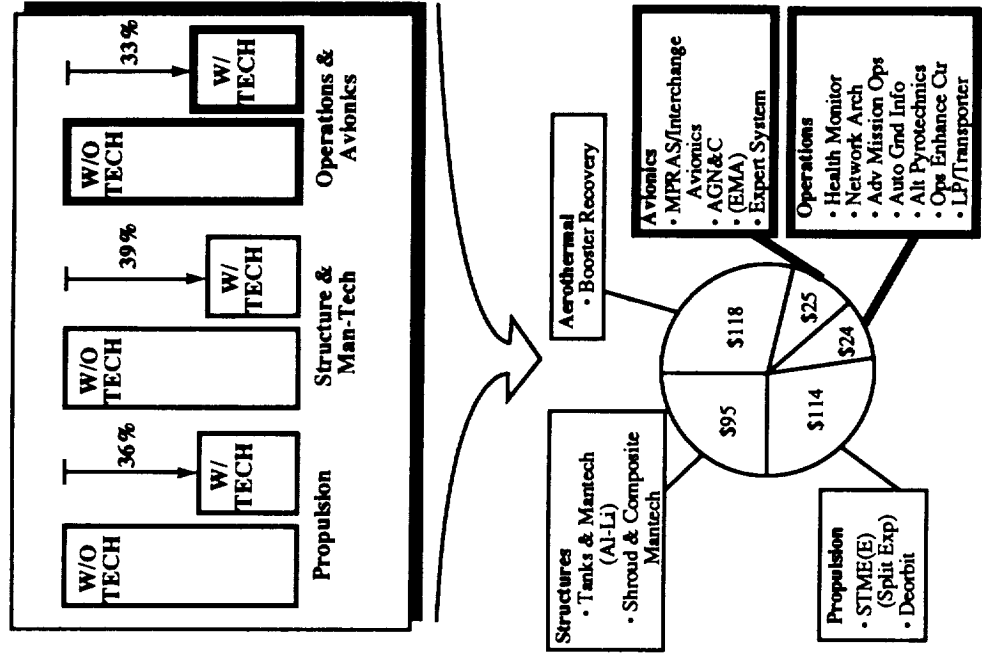 W/O
TECH
36%
W/
TECH
Propulsion
W/O
TECH
39%
W/
TECH
Structure &
Man-Tech
W/O
TECH
33%
W/
TECH
Operations &
Avionics
Structures
· Tanks & Mantech
(Al-Li)
· Shroud & Composite
Mantech
Aerothermal
· Booster Recovery
Avionics
· MPRAS/Interchange
Avionics
· AGN&C
· (EMA)
· Expert System
$95
$118
$25
$114
$24
Propulsion
· STME(E)
(Split Exp)
· Deorbit
Operations
· Health Monitor
· Network Arch
· Adv Mission Ops
· Auto Gnd Info
· Alt Pyrotechnics
· Ops Enhance Ctr
· LP/Transporter